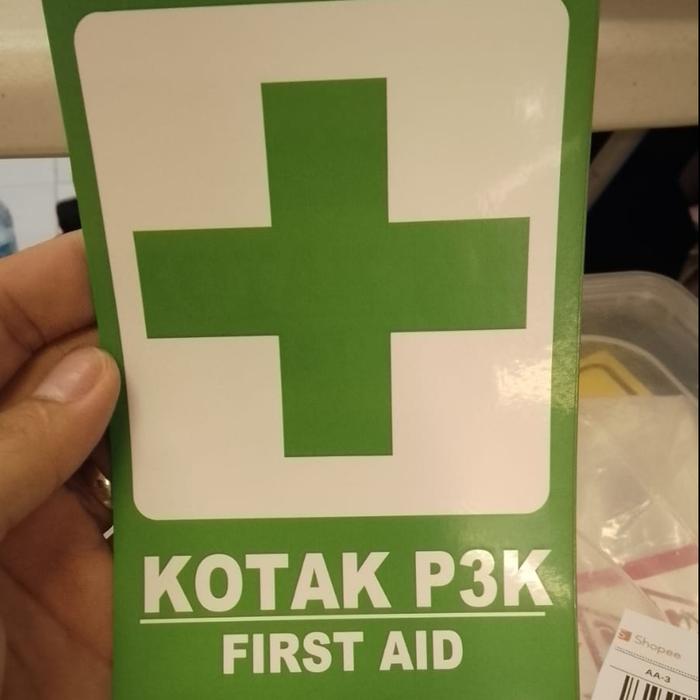 KOTAK P3K
FIRST AID
Shopee
AA-3